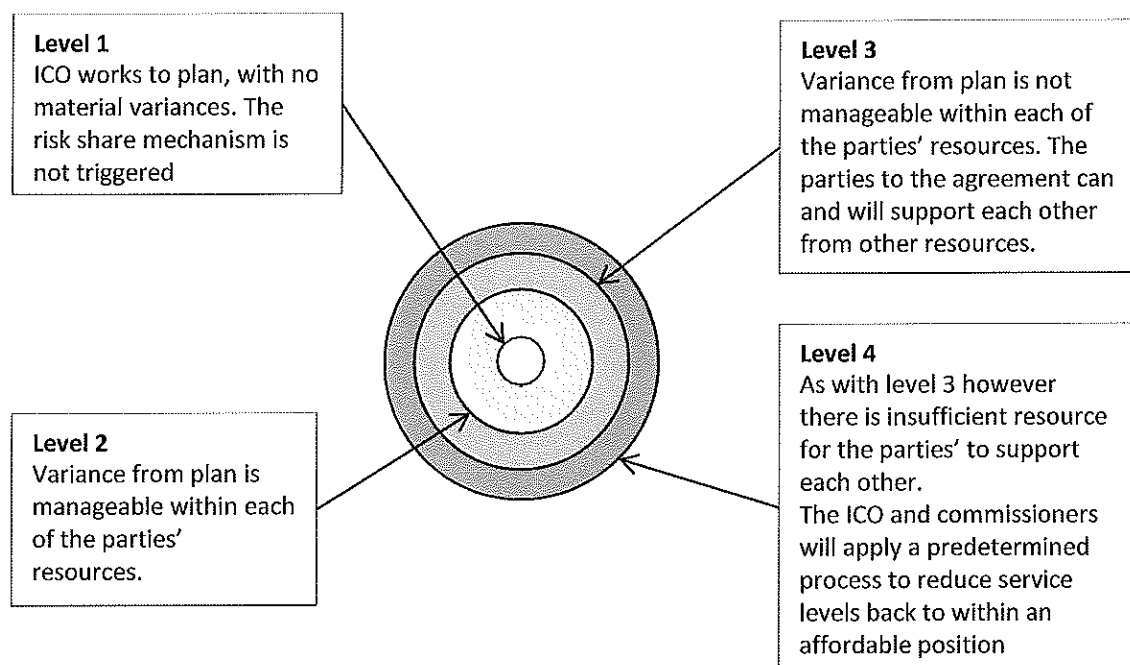 Level 1
ICO works to plan, with no
material variances. The
risk share mechanism is
not triggered
Level 2
Variance from plan is
manageable within each
of the parties’
resources.
Level 3
Variance from plan is not
manageable within each of
the parties’ resources. The
parties to the agreement can
and will support each other
from other resources.
Level 4
As with level 3 however
there is insufficient resource
for the parties’ to support
each other.
The ICO and commissioners
will apply a predetermined
process to reduce service
levels back to within an
affordable position